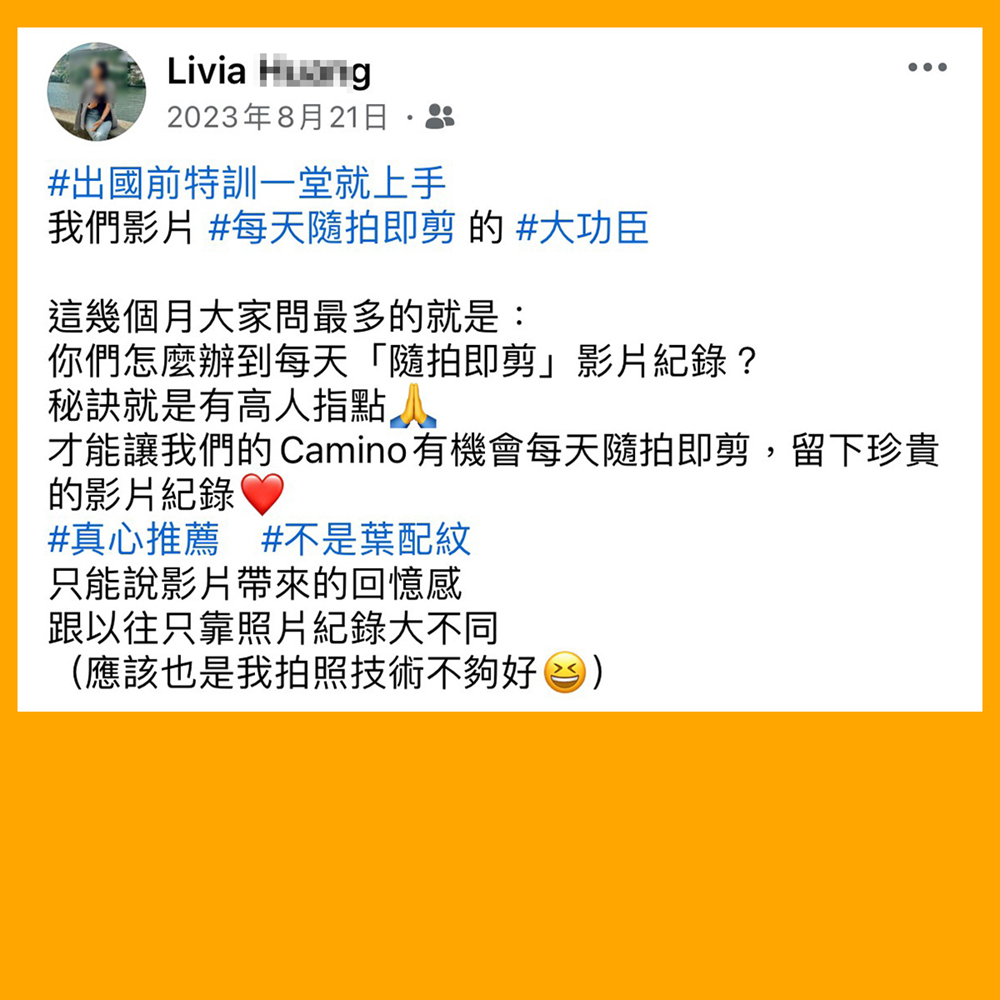 Livia
2023年8月21日 ·
#出國前特訓一堂就上手
我們影片 #每天隨拍即剪 的 #大功臣
這幾個月大家問最多的就是：
你們怎麼辦到每天「隨拍即剪」影片紀錄？
秘訣就是有高人指點🙏
才能讓我們的Camino有機會每天隨拍即剪，留下珍貴
的影片紀錄❤️
#真心推薦 #不是葉配紋
只能說影片帶來的回憶感
跟以往只靠照片紀錄大不同
（應該也是我拍照技術不夠好😆）